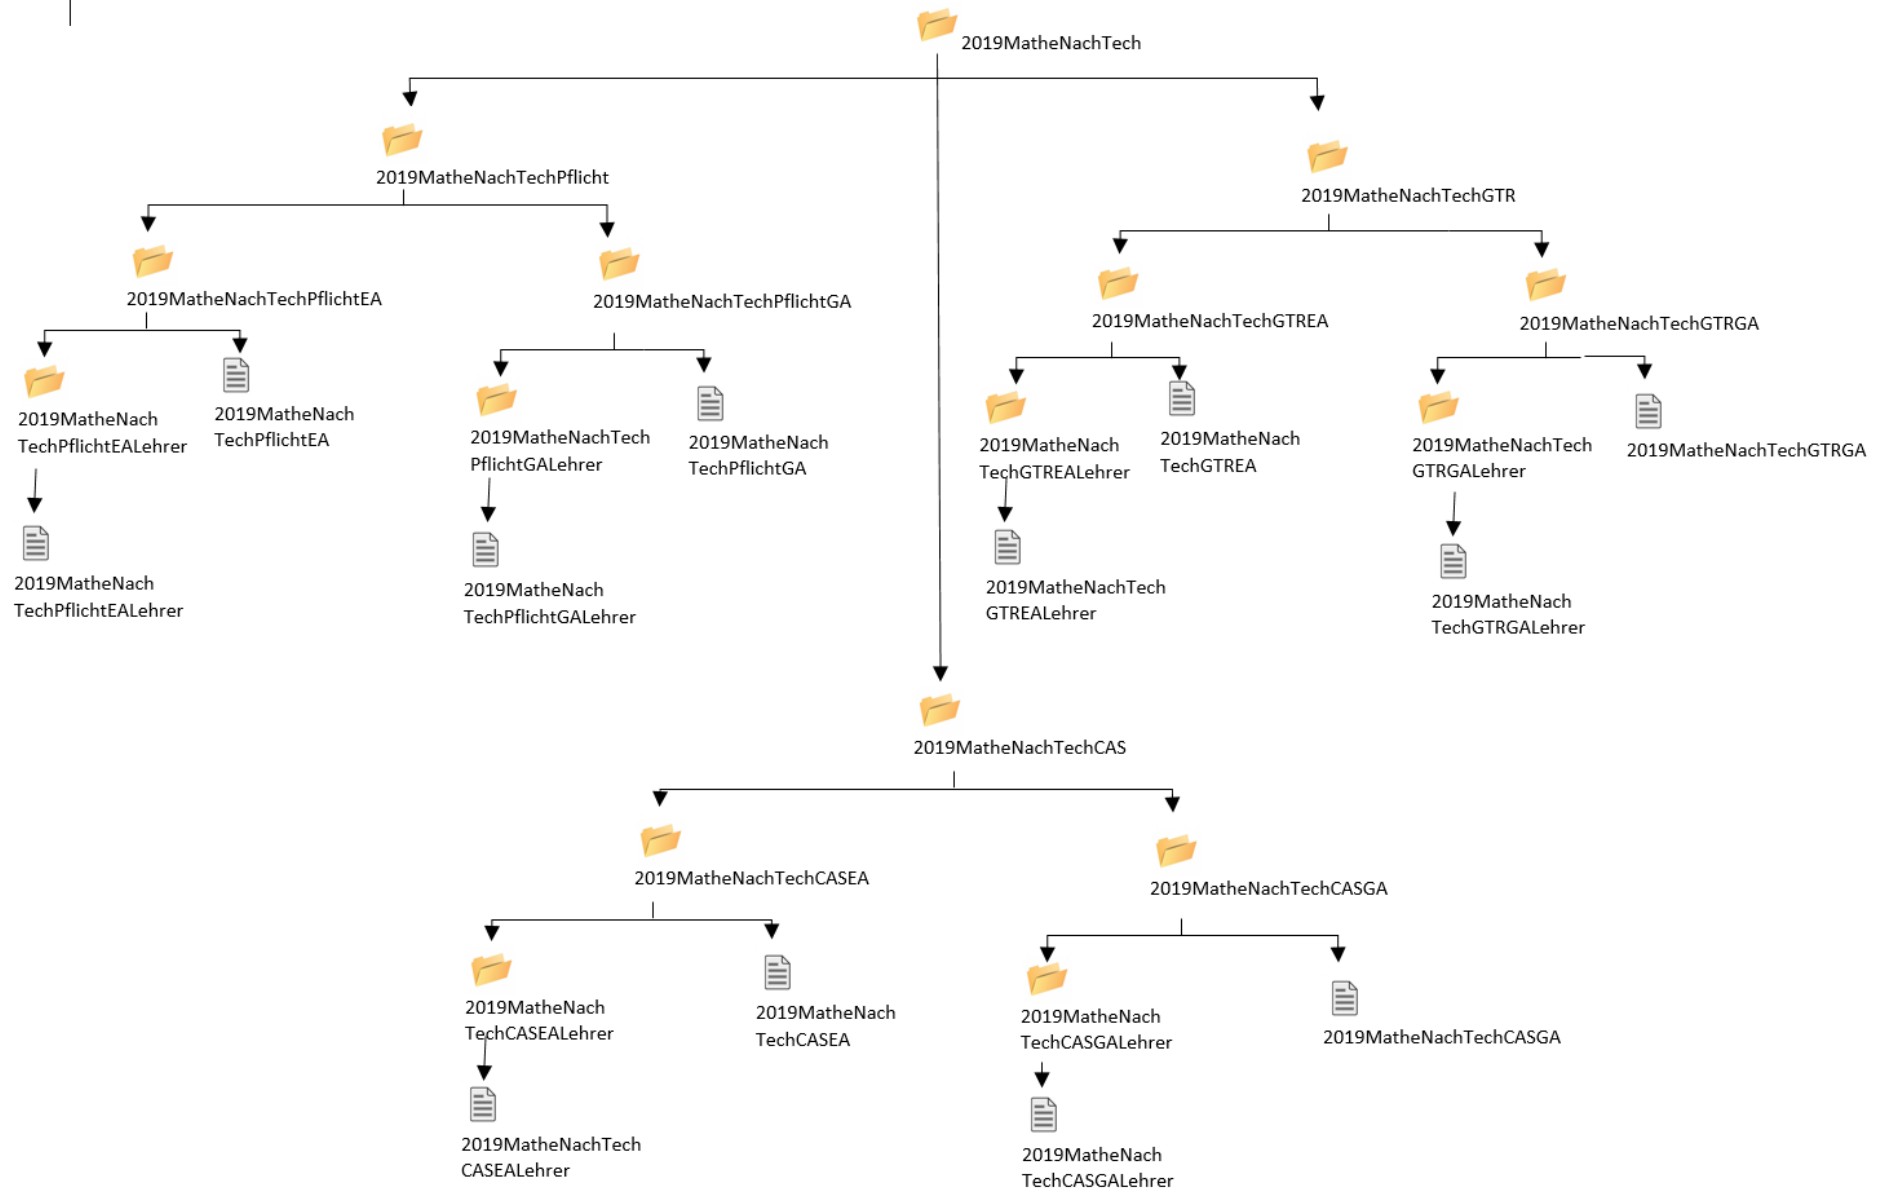 2019MatheNachTech
2019MatheNachTechPflicht
2019MatheNachTechGTR
2019MatheNachTechPflichtEA
2019MatheNachTechPflichtGA
2019MatheNachTechGTREA
2019MatheNachTechGTRGA
2019MatheNach
TechPflichtEALehrer
2019MatheNach
TechPflichtEA
2019MatheNachTech
PflichtGALehrer
2019MatheNach
TechPflichtGA
2019MatheNach
TechGTREALehrer
2019MatheNach
TechGTREA
2019MatheNachTech
GTRGALehrer
2019MatheNachTechGTRGA
2019MatheNach
TechPflichtEALehrer
2019MatheNach
TechPflichtGALehrer
2019MatheNachTech
GTREALehrer
2019MatheNach
TechGTRGALehrer
2019MatheNachTechCAS
2019MatheNachTechCASEA
2019MatheNachTechCASGA
2019MatheNach
TechCASEALehrer
2019MatheNach
TechCASEA
2019MatheNach
TechCASGALehrer
2019MatheNachTechCASGA
2019MatheNachTech
CASEALehrer
2019MatheNach
TechCASGALehrer